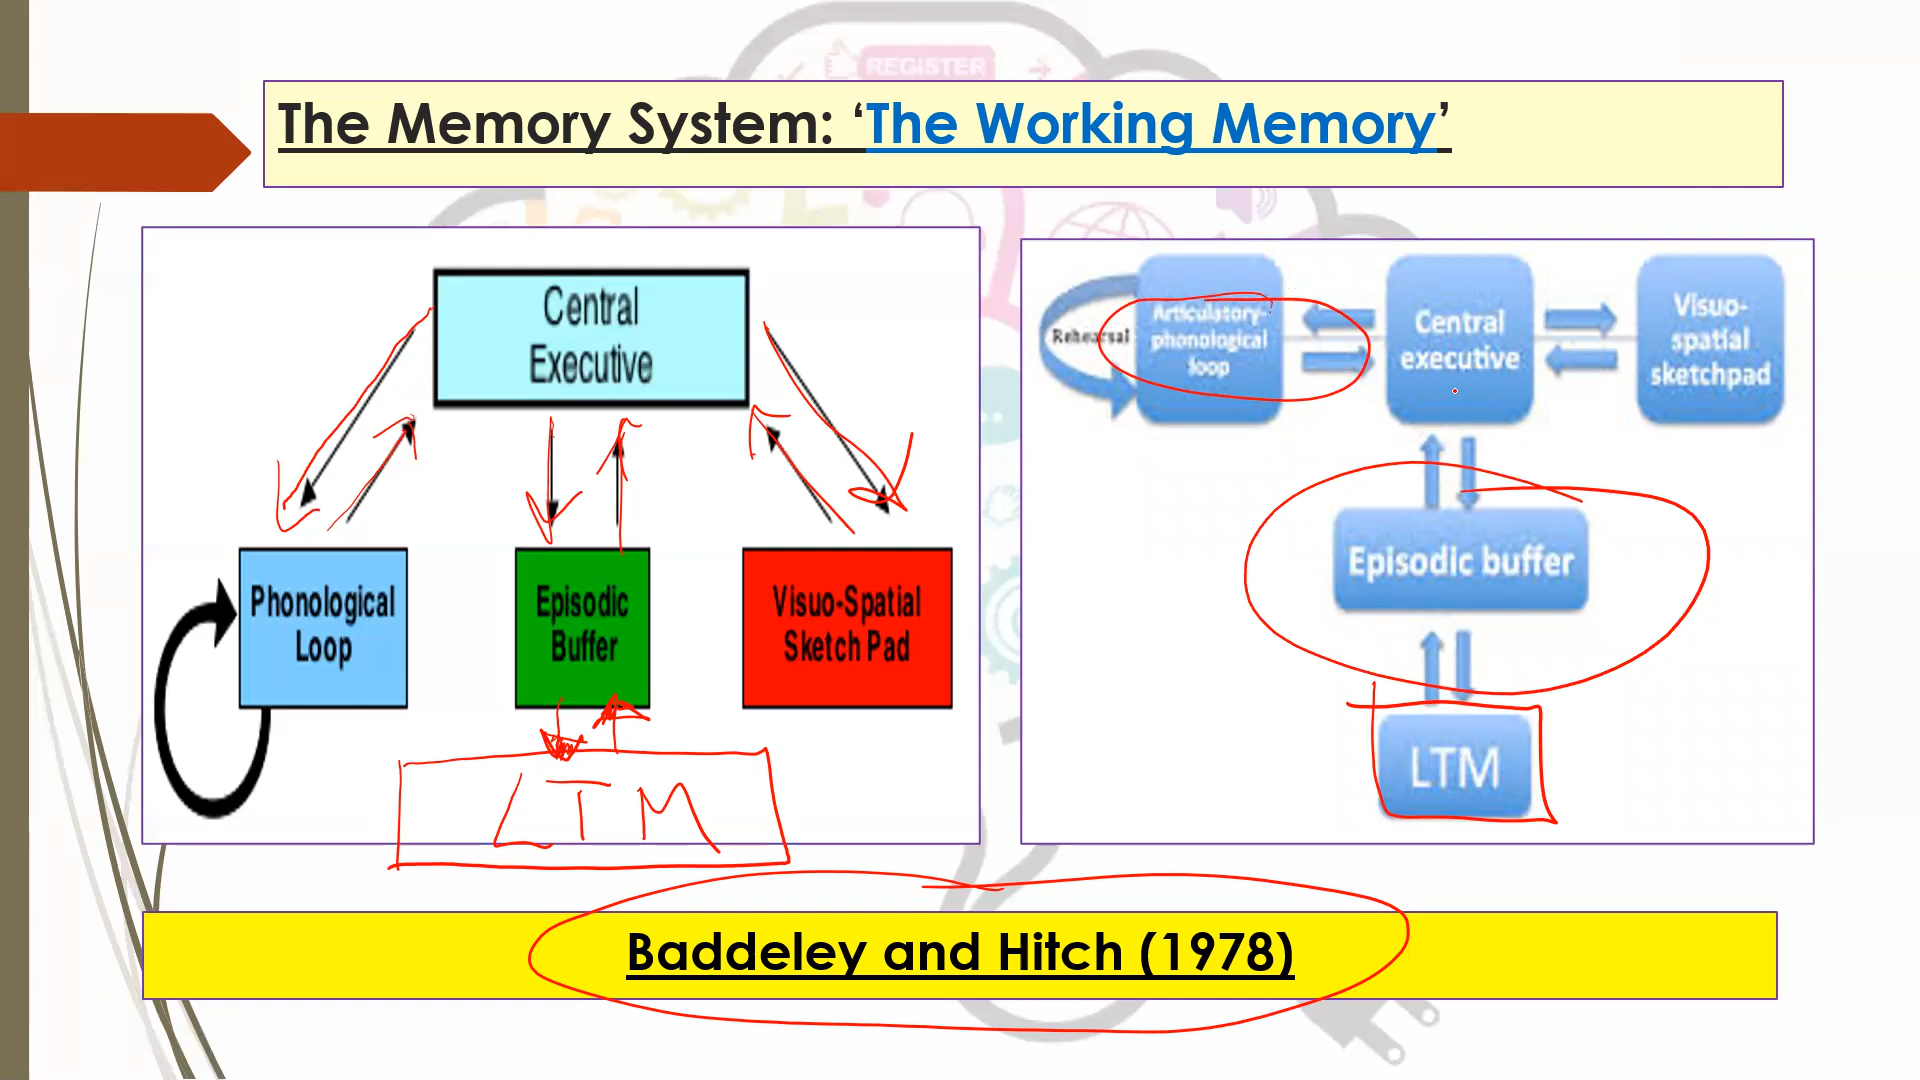 REGISTER
The Memory System: ‘The Working Memory’
Central
Executive
Phonological
Loop
Episodic
Buffer
Visuo-Spatial
Sketch Pad
LTM
Rehearsal
Articulatory-
phonological
loop
Central
executive
Visuo-
spatial
sketchpad
Episodic buffer
LTM
Baddeley and Hitch (1978)